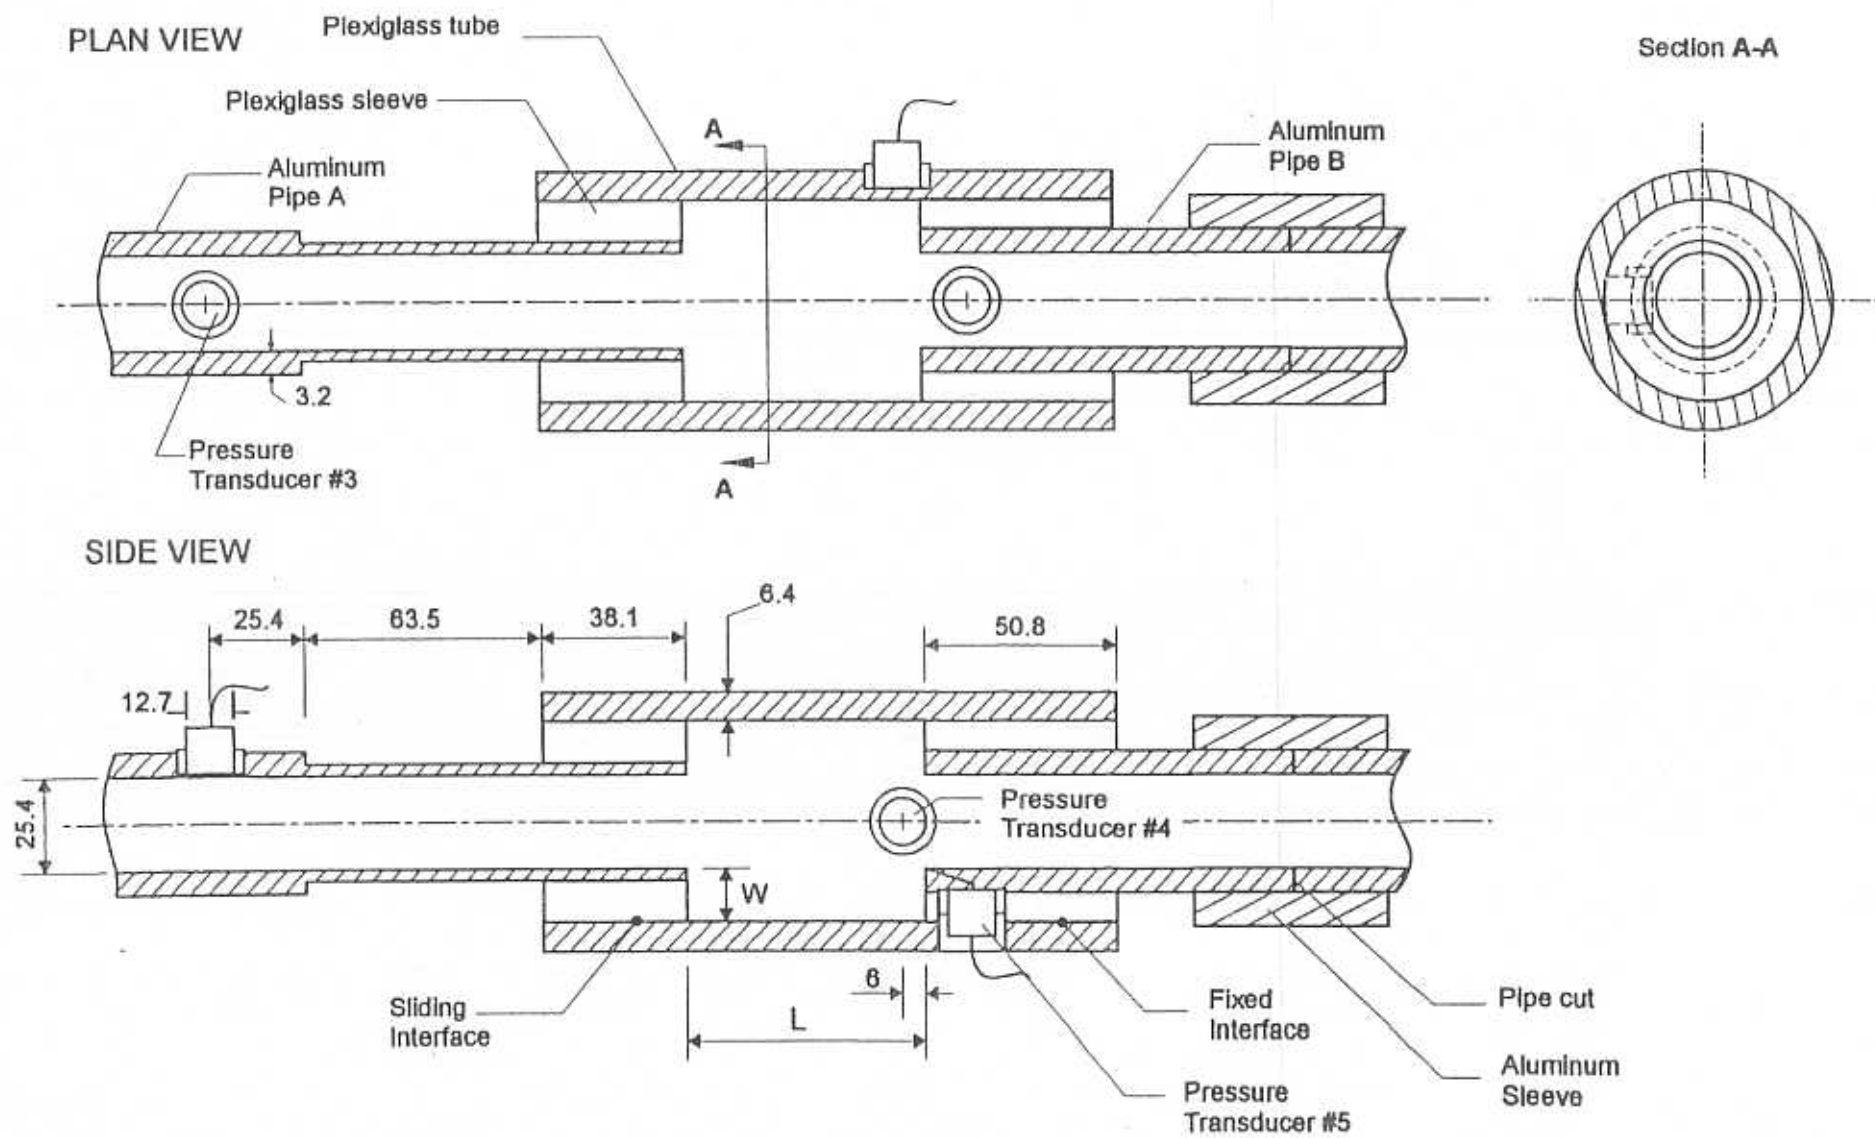 PLAN VIEW
Plexiglass tube
Section A-A
Plexiglass sleeve
A
Aluminum
Pipe B
Aluminum
Pipe A
3.2
Pressure
Transducer #3
A
SIDE VIEW
6.4
25.4
63.5
38.1
50.8
12.7
25.4
Pressure
Transducer #4
W
6
L
Sliding
Interface
Fixed
Interface
Pipe cut
Aluminum
Sleeve
Pressure
Transducer #5